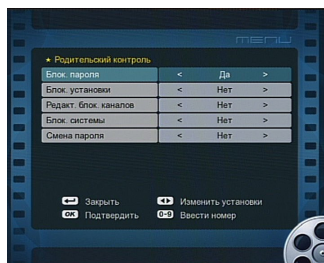 MENU
★ Родительский контроль
Блок. пароля < Да >
Блок. установки < Нет >
Редакт. блок. каналов < Нет >
Блок. системы < Нет >
Смена пароля < Нет >
Закрыть Изменить установки
OK Подтвердить 0-9 Ввести номер